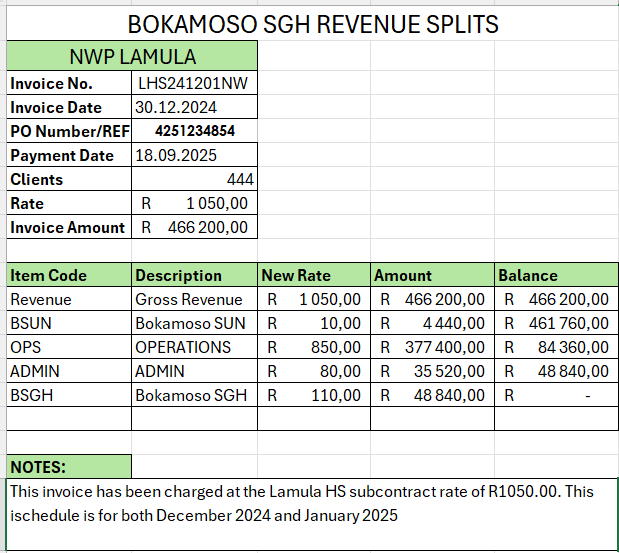 BOKAMOSO SGH REVENUE SPLITS
NWP LAMULA
Invoice No. LHS241201NW
Invoice Date 30.12.2024
PO Number/REF 4251234854
Payment Date 18.09.2025
Clients 444
Rate R 1 050,00
Invoice Amount R 466 200,00
Item Code Description New Rate Amount Balance
Revenue Gross Revenue R 1 050,00 R 466 200,00 R 466 200,00
BSUN Bokamoso SUN R 10,00 R 4 440,00 R 461 760,00
OPS OPERATIONS R 850,00 R 377 400,00 R 84 360,00
ADMIN ADMIN R 80,00 R 35 520,00 R 48 840,00
BSGH Bokamoso SGH R 110,00 R 48 840,00 R -
NOTES:
This invoice has been charged at the Lamula HS subcontract rate of R1050.00. This
ischedule is for both December 2024 and January 2025